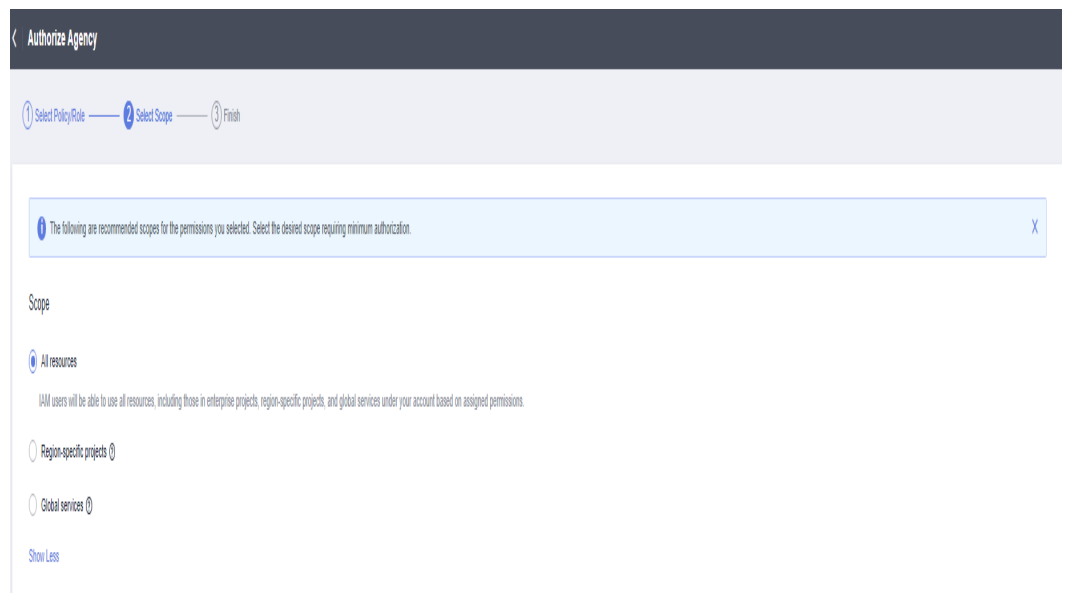 Authorize Agency
1 Select Policy/Role 2 Select Scope 3 Finish
The following are recommended scopes for the permissions you selected. Select the desired scope requiring minimum authorization.
Scope
All resources
IAM users will be able to use all resources, including those in enterprise projects, region-specific projects, and global services under your account based on assigned permissions.
Region-specific projects
Global services
Show Less